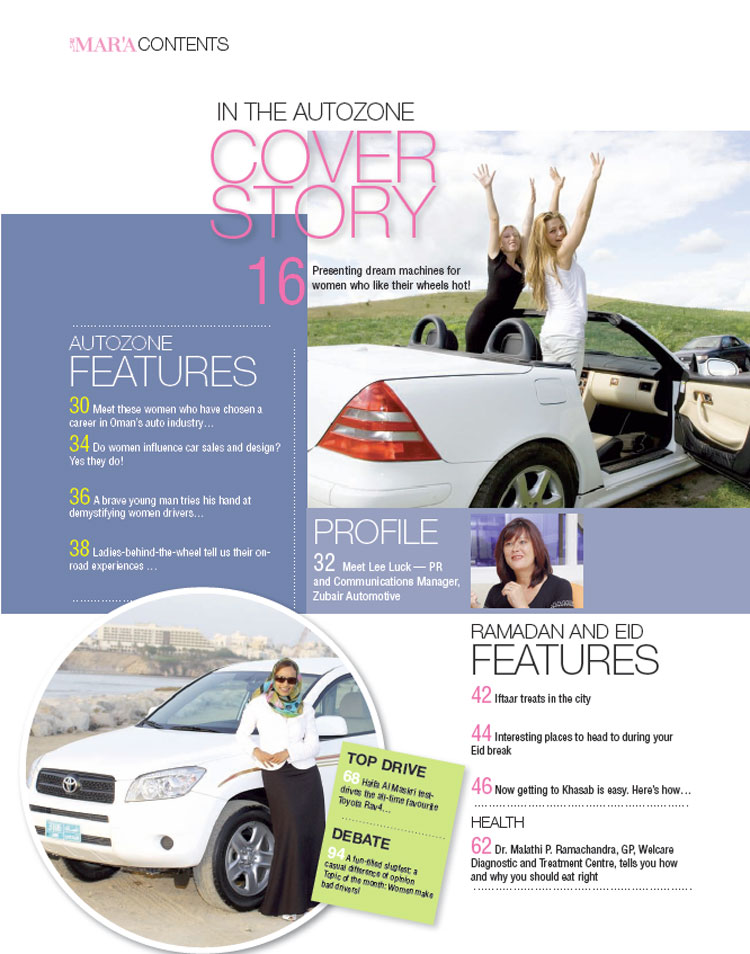 MAR'A CONTENTS
IN THE AUTOZONE
COVER
STORY
16
Presenting dream machines for
women who like their wheels hot!
AUTOZONE
FEATURES
30 Meet these women who have chosen a
career in Oman's auto industry…
34 Do women influence car sales and design?
Yes they do!
36 A brave young man tries his hand at
demystifying women drivers…
38 Ladies-behind-the-wheel tell us their on-
road experiences …
PROFILE
32 Meet Lee Luck — PR
and Communications Manager,
Zubair Automotive
TOP DRIVE
68 Haifa Al Maskri test-
drives the all-time favourite
Toyota Rav4…
DEBATE
94 A fun-filled slugfest: a
casual difference of opinion
Topic of the month: Women make
bad drivers!
RAMADAN AND EID
FEATURES
42 Iftaar treats in the city
44 Interesting places to head to during your
Eid break
46 Now getting to Khasab is easy. Here's how…
HEALTH
62 Dr. Malathi P. Ramachandra, GP, Welcare
Diagnostic and Treatment Centre, tells you how
and why you should eat right